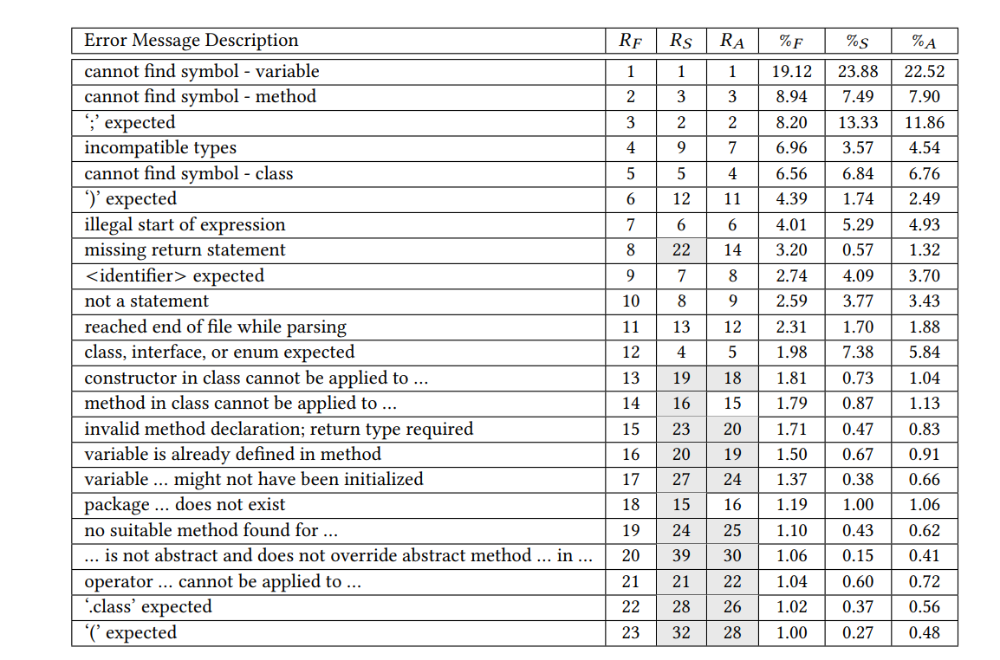 Error Message Description R_F R_S R_A %_F %_S %_A
cannot find symbol - variable 1 1 1 19.12 23.88 22.52
cannot find symbol - method 2 3 3 8.94 7.49 7.90
‘;’ expected 3 2 2 8.20 13.33 11.86
incompatible types 4 9 7 6.96 3.57 4.54
cannot find symbol - class 5 5 4 6.56 6.84 6.76
‘)’ expected 6 12 11 4.39 1.74 2.49
illegal start of expression 7 6 6 4.01 5.29 4.93
missing return statement 8 22 14 3.20 0.57 1.32
<identifier> expected 9 7 8 2.74 4.09 3.70
not a statement 10 8 9 2.59 3.77 3.43
reached end of file while parsing 11 13 12 2.31 1.70 1.88
class, interface, or enum expected 12 4 5 1.98 7.38 5.84
constructor in class cannot be applied to ... 13 19 18 1.81 0.73 1.04
method in class cannot be applied to ... 14 16 15 1.79 0.87 1.13
invalid method declaration; return type required 15 23 20 1.71 0.47 0.83
variable is already defined in method 16 20 19 1.50 0.67 0.91
variable ... might not have been initialized 17 27 24 1.37 0.38 0.66
package ... does not exist 18 15 16 1.19 1.00 1.06
no suitable method found for ... 19 24 25 1.10 0.43 0.62
... is not abstract and does not override abstract method ... in ... 20 39 30 1.06 0.15 0.41
operator ... cannot be applied to ... 21 21 22 1.04 0.60 0.72
‘.class’ expected 22 28 26 1.02 0.37 0.56
‘(’ expected 23 32 28 1.00 0.27 0.48